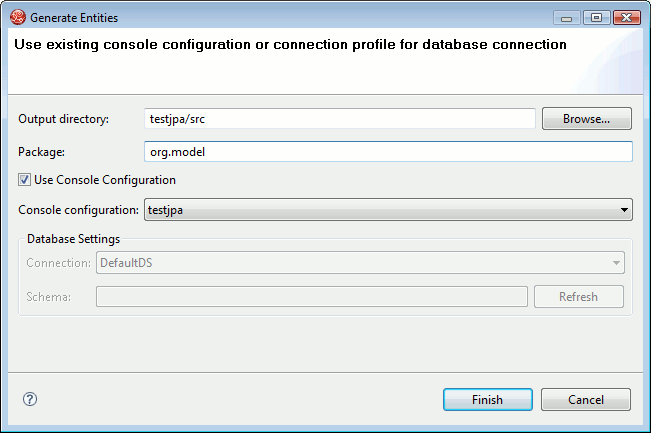 Generate Entities
Use existing console configuration or connection profile for database connection
Output directory: testjpa/src Browse...
Package: org.model
Use Console Configuration
Console configuration: testjpa
Database Settings
Connection: DefaultDS
Schema: Refresh
? Finish Cancel